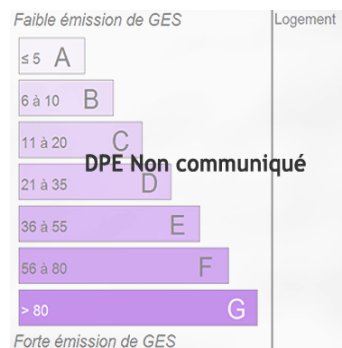 Faible émission de GES
Logement
≤ 5 A
6 à 10 B
11 à 20 C
DPE Non communiqué
21 à 35 D
36 à 55 E
56 à 80 F
> 80 G
Forte émission de GES